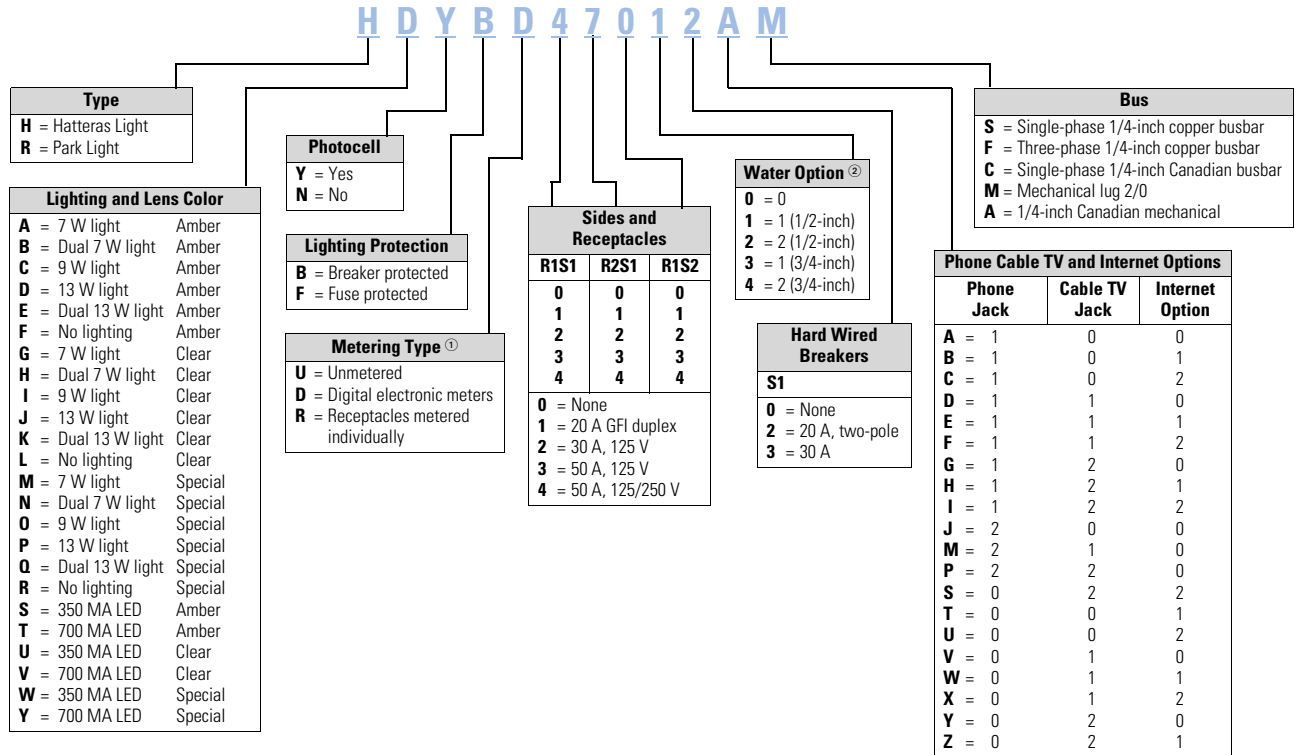 H D Y B D 4 7 0 1 2 A M
Type
H = Hatteras Light
R = Park Light
Lighting and Lens Color
A = 7 W light Amber
B = Dual 7 W light Amber
C = 9 W light Amber
D = 13 W light Amber
E = Dual 13 W light Amber
F = No lighting Amber
G = 7 W light Clear
H = Dual 7 W light Clear
I = 9 W light Clear
J = 13 W light Clear
K = Dual 13 W light Clear
L = No lighting Clear
M = 7 W light Special
N = Dual 7 W light Special
O = 9 W light Special
P = 13 W light Special
Q = Dual 13 W light Special
R = No lighting Special
S = 350 MA LED Amber
T = 700 MA LED Amber
U = 350 MA LED Clear
V = 700 MA LED Clear
W = 350 MA LED Special
Y = 700 MA LED Special
Photocell
Y = Yes
N = No
Lighting Protection
B = Breaker protected
F = Fuse protected
Metering Type ①
U = Unmetered
D = Digital electronic meters
R = Receptacles metered
individually
Sides and
Receptacles
R1S1 R2S1 R1S2
0 0 0
1 1 1
2 2 2
3 3 3
4 4 4
0 = None
1 = 20 A GFI duplex
2 = 30 A, 125 V
3 = 50 A, 125 V
4 = 50 A, 125/250 V
Water Option ②
0 = 0
1 = 1 (1/2-inch)
2 = 2 (1/2-inch)
3 = 1 (3/4-inch)
4 = 2 (3/4-inch)
Hard Wired
Breakers
S1
0 = None
2 = 20 A, two-pole
3 = 30 A
Bus
S = Single-phase 1/4-inch copper busbar
F = Three-phase 1/4-inch copper busbar
C = Single-phase 1/4-inch Canadian busbar
M = Mechanical lug 2/0
A = 1/4-inch Canadian mechanical
Phone Cable TV and Internet Options
Phone Cable TV Internet
Jack Jack Option
A = 1 0 0
B = 1 0 1
C = 1 0 2
D = 1 1 0
E = 1 1 1
F = 1 1 2
G = 1 2 0
H = 1 2 1
I = 1 2 2
J = 2 0 0
M = 2 1 0
P = 2 2 0
S = 0 2 2
T = 0 0 1
U = 0 0 2
V = 0 1 0
W = 0 1 1
X = 0 1 2
Y = 0 2 0
Z = 0 2 1